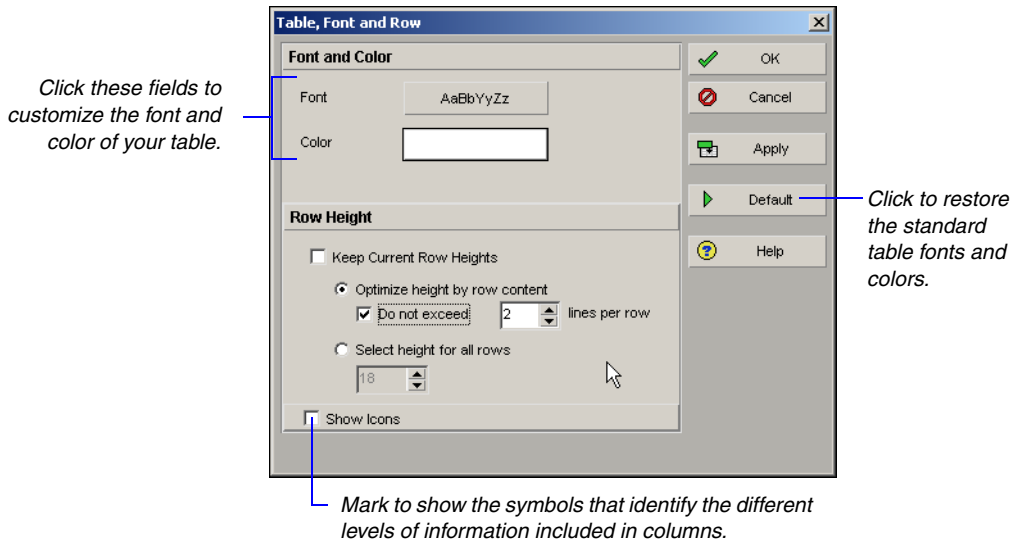 Table, Font and Row
Font and Color
OK
Click these fields to
customize the font and
color of your table.
Font
AaBbYyZz
Cancel
Color
Apply
Default
Click to restore
the standard
table fonts and
colors.
Row Height
Help
Keep Current Row Heights
Optimize height by row content
Do not exceed 2 lines per row
Select height for all rows
18
Show Icons
Mark to show the symbols that identify the different
levels of information included in columns.